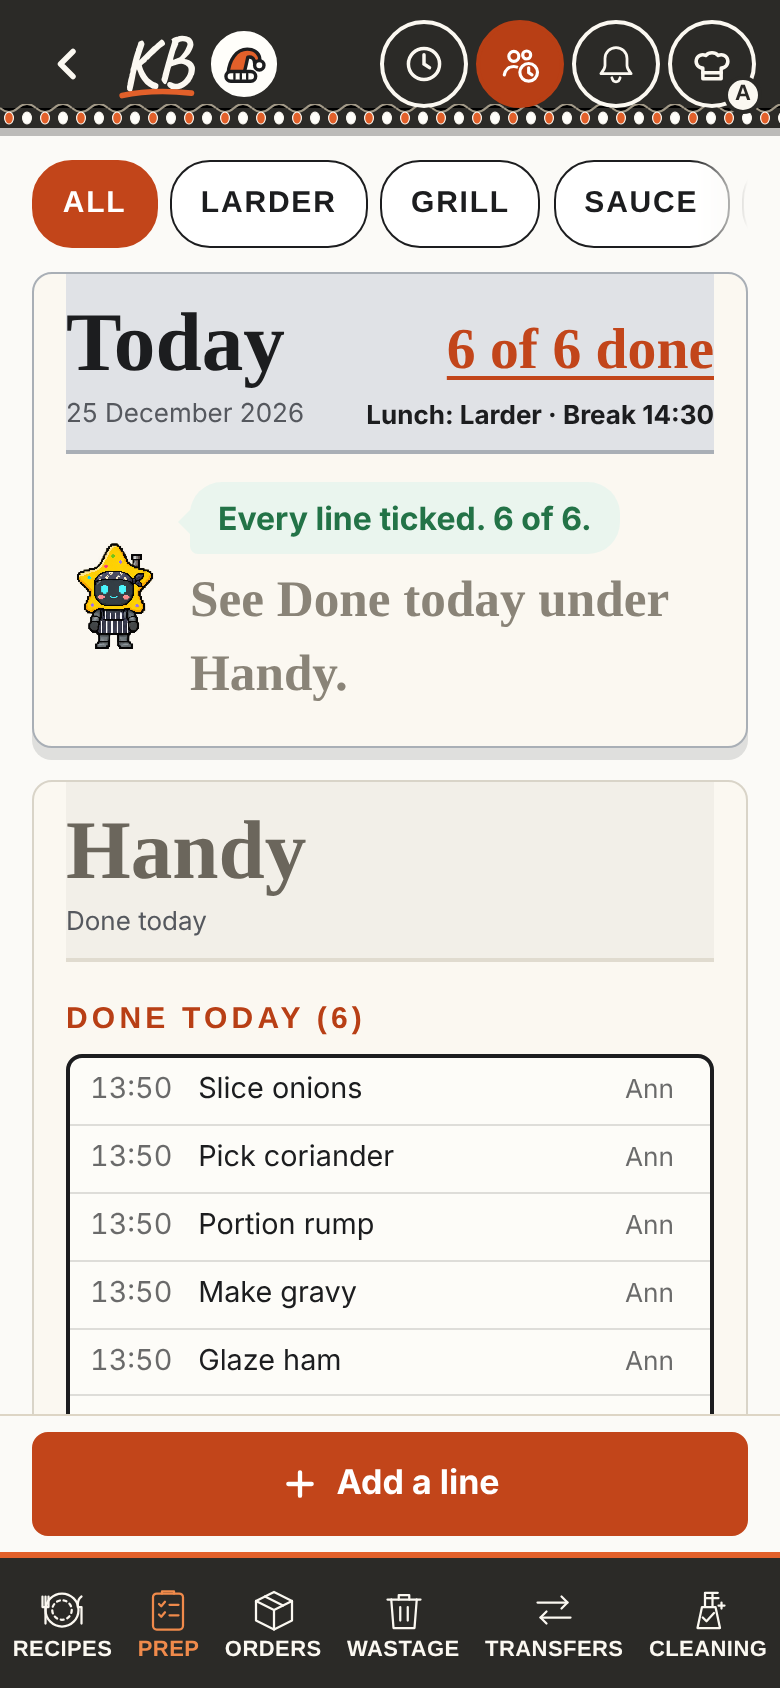 KB
A
ALL
LARDER
GRILL
SAUCE
Today
6 of 6 done
25 December 2026
Lunch: Larder · Break 14:30
Every line ticked. 6 of 6.
See Done today under
Handy.
Handy
Done today
DONE TODAY (6)
13:50 Slice onions Ann
13:50 Pick coriander Ann
13:50 Portion rump Ann
13:50 Make gravy Ann
13:50 Glaze ham Ann
+ Add a line
RECIPES
PREP
ORDERS
WASTAGE
TRANSFERS
CLEANING